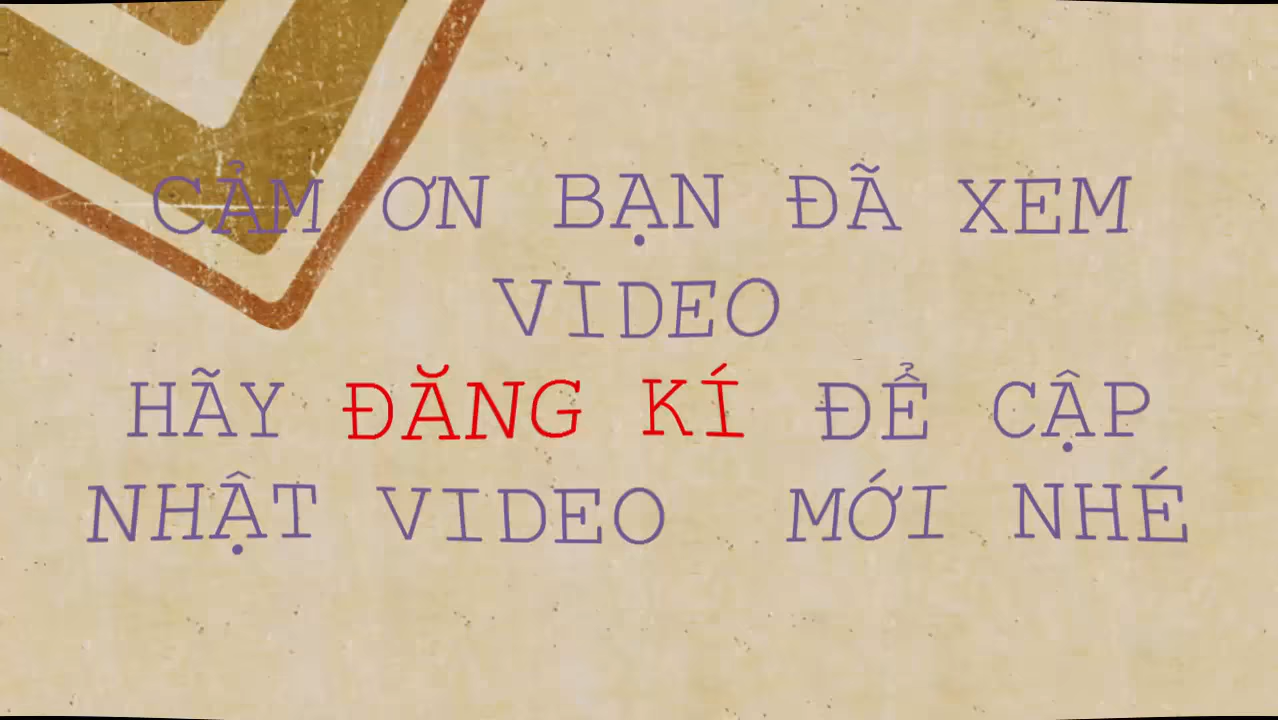 CẢM ƠN BẠN ĐÃ XEM
VIDEO
HÃY ĐĂNG KÍ ĐỂ CẬP
NHẬT VIDEO MỚI NHÉ